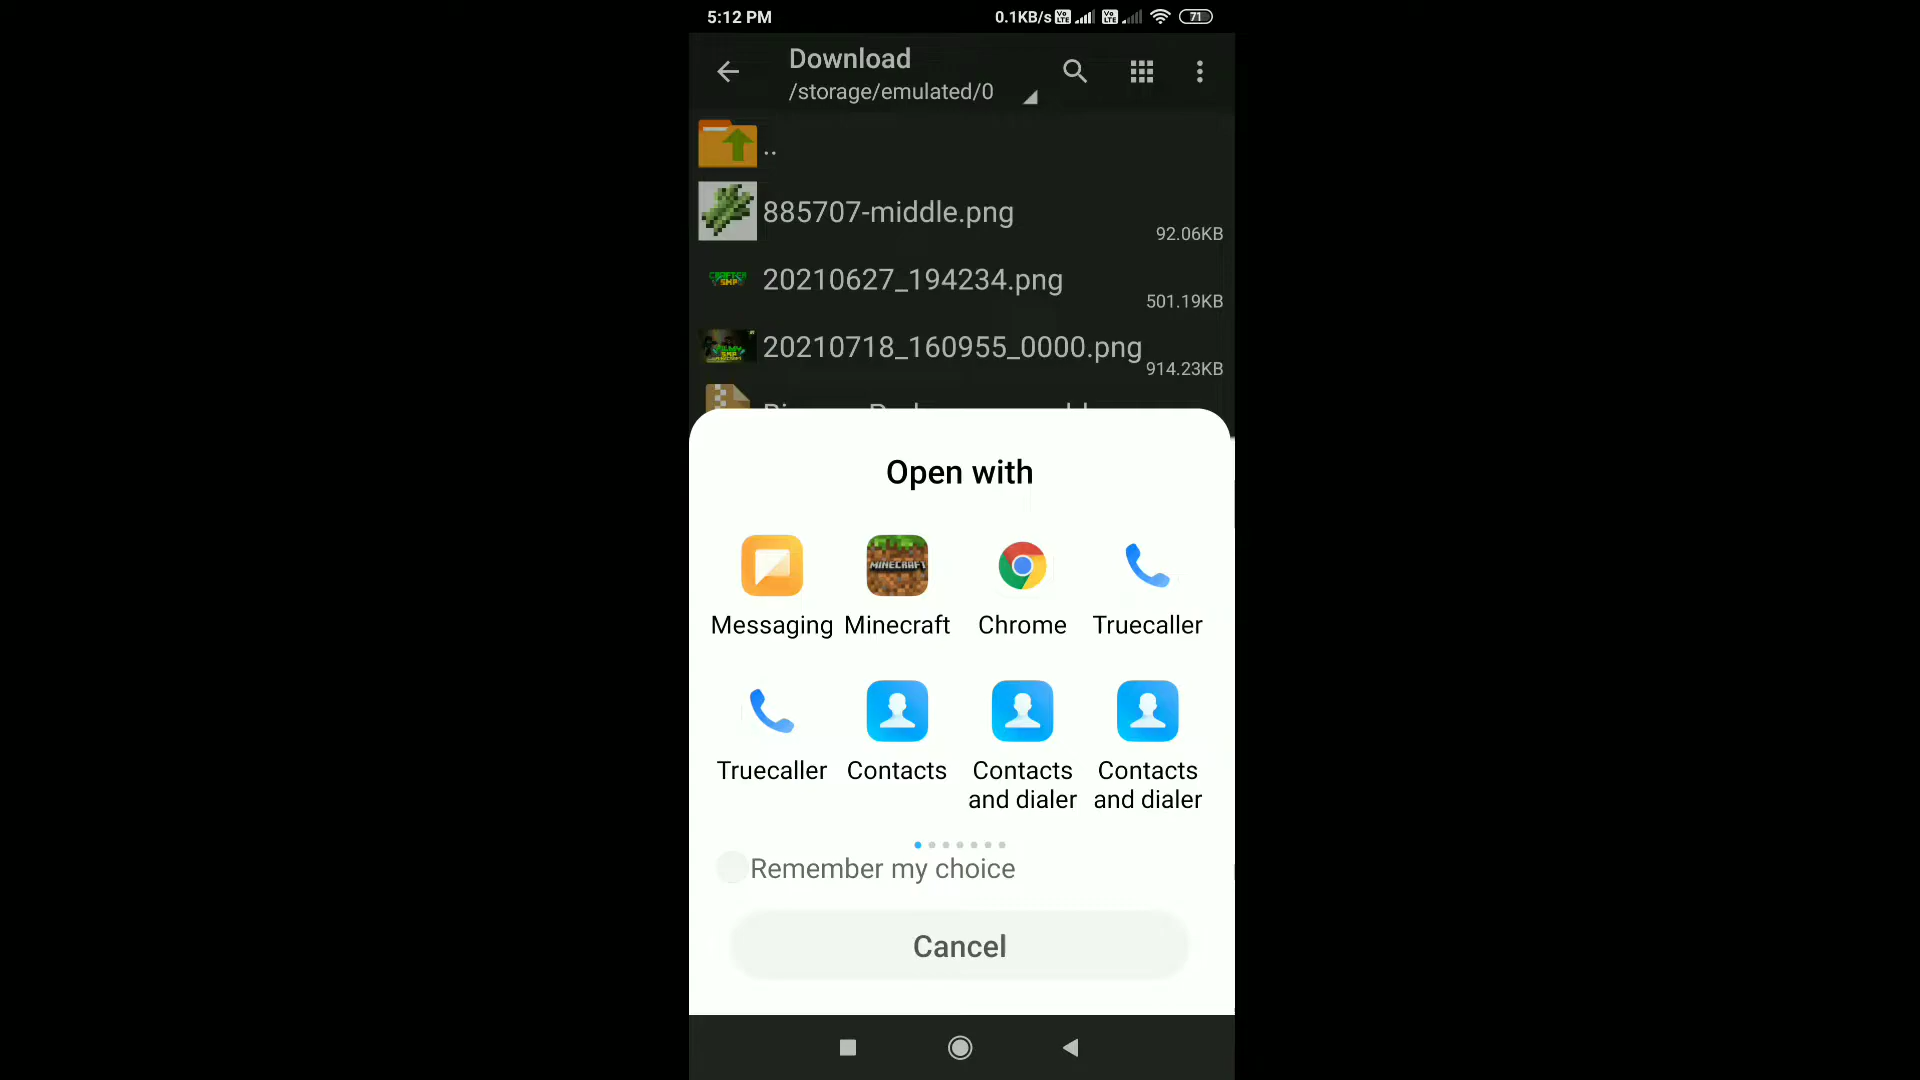 5:12 PM
0.1KB/s
71
Download
/storage/emulated/0
..
885707-middle.png
92.06KB
20210627_194234.png
501.19KB
20210718_160955_0000.png
914.23KB
Open with
MINECRAFT
Messaging
Minecraft
Chrome
Truecaller
Truecaller
Contacts
Contacts
and dialer
Contacts
and dialer
Remember my choice
Cancel